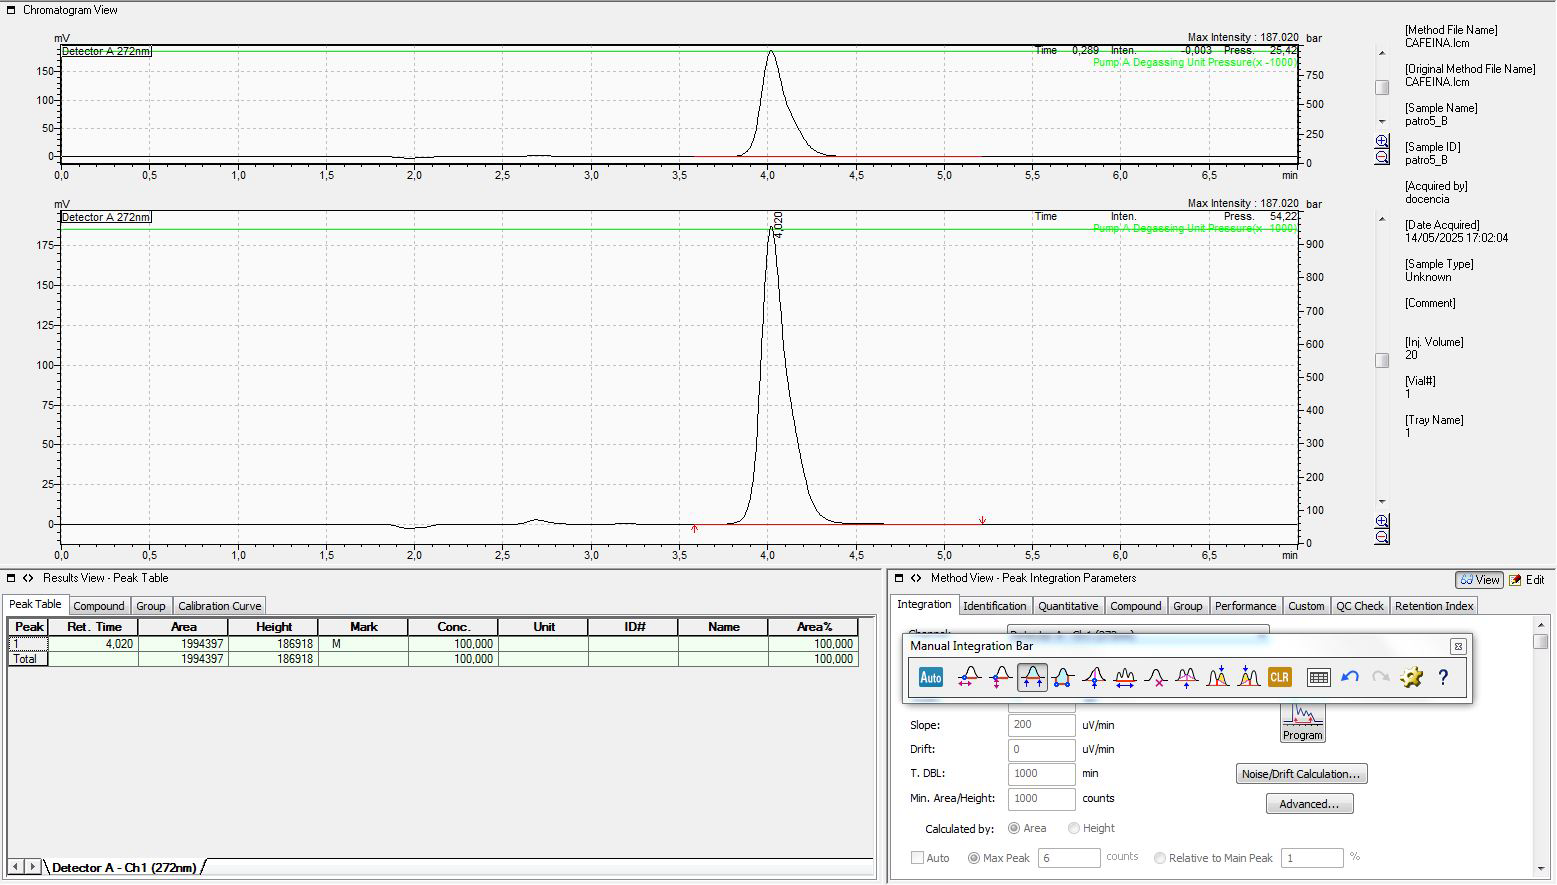 Chromatogram View
mV
Max Intensity : 187.020 bar
Detector A 272nm
Time 0,289 Inten. -0,003 Press. 25,42
Pump A Degassing Unit Pressure(x -1000)
150
100
50
0
750
500
250
0
0,0 0,5 1,0 1,5 2,0 2,5 3,0 3,5 4,0 4,5 5,0 5,5 6,0 6,5 min
mV
Max Intensity : 187.020 bar
Detector A 272nm
Time Inten. Press. 54,22
Pump A Degassing Unit Pressure(x -1000)
4,020
175
150
125
100
75
50
25
0
900
800
700
600
500
400
300
200
100
0
0,0 0,5 1,0 1,5 2,0 2,5 3,0 3,5 4,0 4,5 5,0 5,5 6,0 6,5 min
[Method File Name]
CAFEINA.lcm
[Original Method File Name]
CAFEINA.lcm
[Sample Name]
patro5_B
[Sample ID]
patro5_B
[Acquired by]
docencia
[Date Acquired]
14/05/2025 17:02:04
[Sample Type]
Unknown
[Comment]
[Inj. Volume]
20
[Vial#]
1
[Tray Name]
1
Results View - Peak Table
Peak Table Compound Group Calibration Curve
Peak Ret. Time Area Height Mark Conc. Unit ID# Name Area%
1 4,020 1994397 186918 M 100,000 100,000
Total 1994397 186918 100,000 100,000
Detector A - Ch1 (272nm)
Method View - Peak Integration Parameters
View Edit
Integration Identification Quantitative Compound Group Performance Custom QC Check Retention Index
Channel: Detector A - Ch1 (272nm)
Manual Integration Bar
Auto CLR ?
Slope: 200 uV/min
Program
Drift: 0 uV/min
T. DBL: 1000 min
Noise/Drift Calculation...
Min. Area/Height: 1000 counts
Advanced...
Calculated by: Area Height
Auto Max Peak 6 counts Relative to Main Peak 1 %